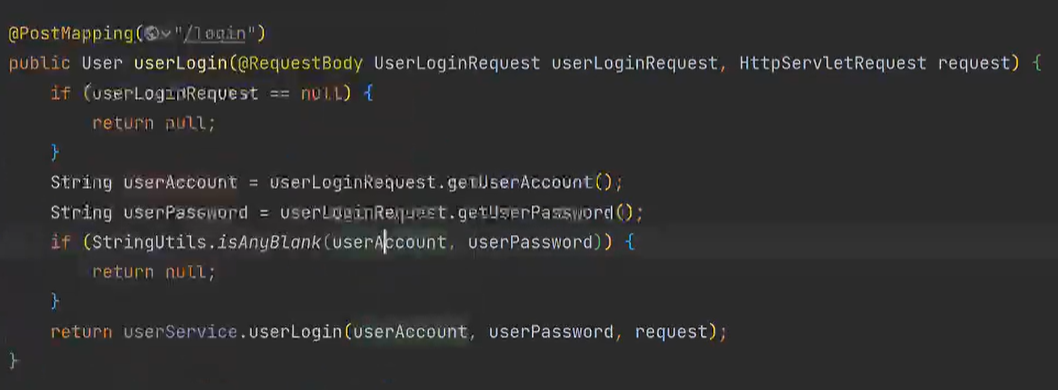 @PostMapping("/login")
public User userLogin(@RequestBody UserLoginRequest userLoginRequest, HttpServletRequest request) {
if (userLoginRequest == null) {
return null;
}
String userAccount = userLoginRequest.getUserAccount();
String userPassword = userLoginRequest.getUserPassword();
if (StringUtils.isAnyBlank(userAccount, userPassword)) {
return null;
}
return userService.userLogin(userAccount, userPassword, request);
}